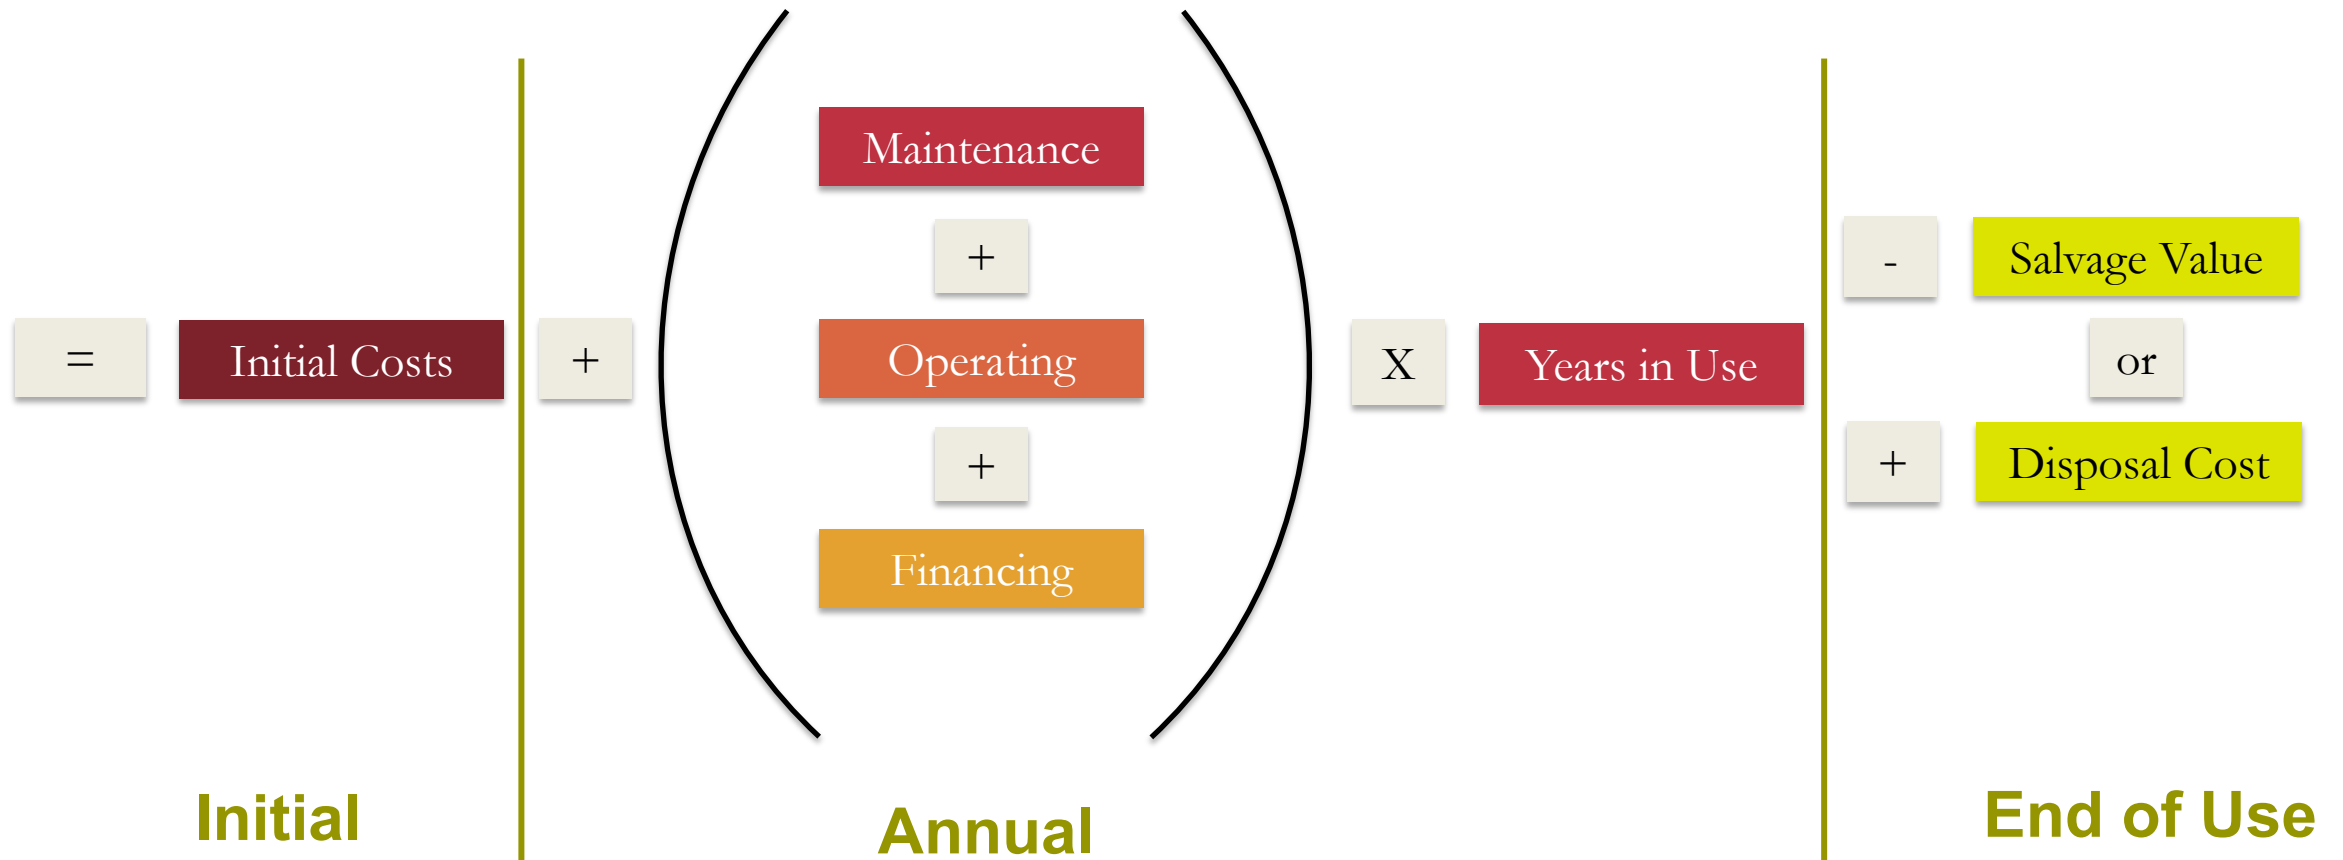 =
Initial Costs
+
Maintenance
+
Operating
+
Financing
X
Years in Use
-
Salvage Value
or
+
Disposal Cost
Initial
Annual
End of Use